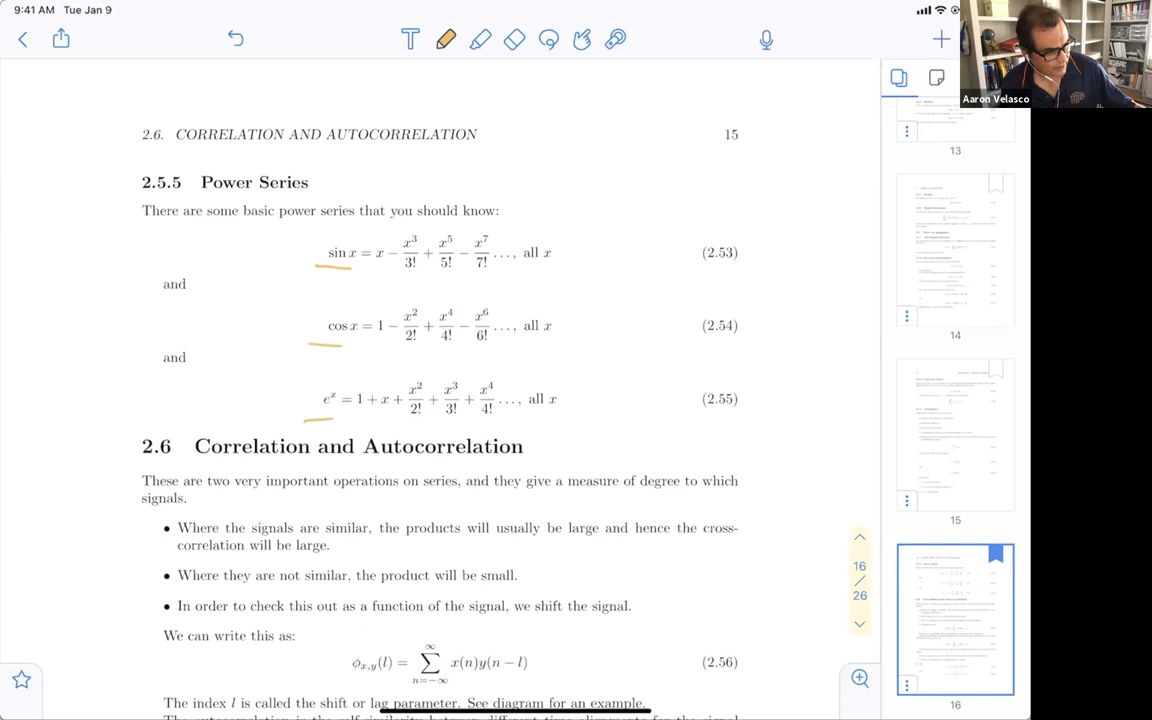 9:41 AM Tue Jan 9
Aaron Velasco
2.6. CORRELATION AND AUTOCORRELATION 15
2.5.5 Power Series
There are some basic power series that you should know:
sin x = x − x³/3! + x⁵/5! − x⁷/7! ..., all x (2.53)
and
cos x = 1 − x²/2! + x⁴/4! − x⁶/6! ..., all x (2.54)
and
eˣ = 1 + x + x²/2! + x³/3! + x⁴/4! ..., all x (2.55)
2.6 Correlation and Autocorrelation
These are two very important operations on series, and they give a measure of degree to which
signals.
• Where the signals are similar, the products will usually be large and hence the cross-
correlation will be large.
• Where they are not similar, the product will be small.
• In order to check this out as a function of the signal, we shift the signal.
We can write this as:
ϕx,y(l) = ∑ n=−∞ ∞ x(n)y(n − l) (2.56)
The index l is called the shift or lag parameter. See diagram for an example.
16
/
26
13
14
15
16